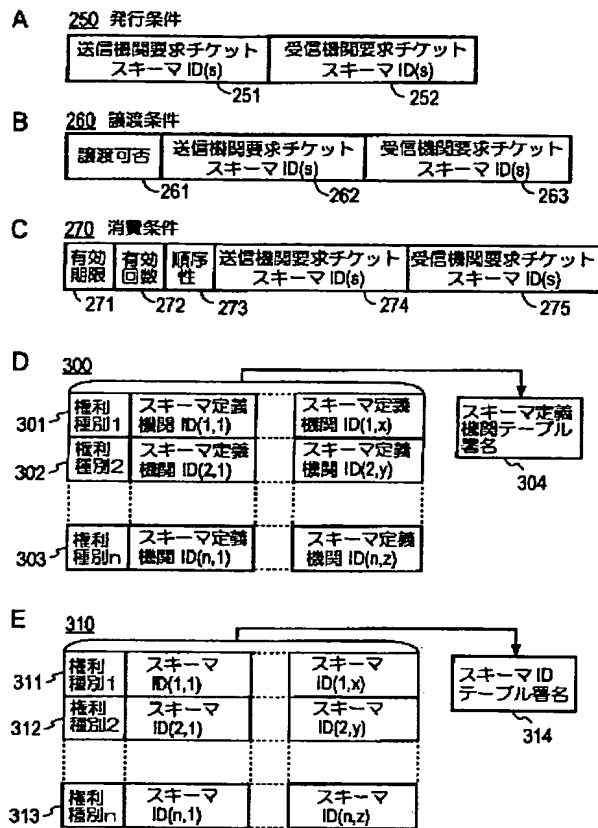 A
250 発行条件
送信機関要求チケット
スキーマ ID(s)
受信機関要求チケット
スキーマ ID(s)
251
252
B
260 譲渡条件
譲渡可否
送信機関要求チケット
スキーマ ID(s)
受信機関要求チケット
スキーマ ID(s)
261
262
263
C
270 消費条件
有効
期限
有効
回数
順序
性
送信機関要求チケット
スキーマ ID(s)
受信機関要求チケット
スキーマ ID(s)
271
272
273
274
275
D
300
301
権利
種別1
スキーマ定義
機関 ID(1,1)
スキーマ定義
機関 ID(1,x)
302
権利
種別2
スキーマ定義
機関 ID(2,1)
スキーマ定義
機関 ID(2,y)
303
権利
種別n
スキーマ定義
機関 ID(n,1)
スキーマ定義
機関 ID(n,z)
スキーマ定義
機関テーブル
署名
304
E
310
311
権利
種別1
スキーマ
ID(1,1)
スキーマ
ID(1,x)
312
権利
種別2
スキーマ
ID(2,1)
スキーマ
ID(2,y)
313
権利
種別n
スキーマ
ID(n,1)
スキーマ
ID(n,z)
スキーマ ID
テーブル署名
314